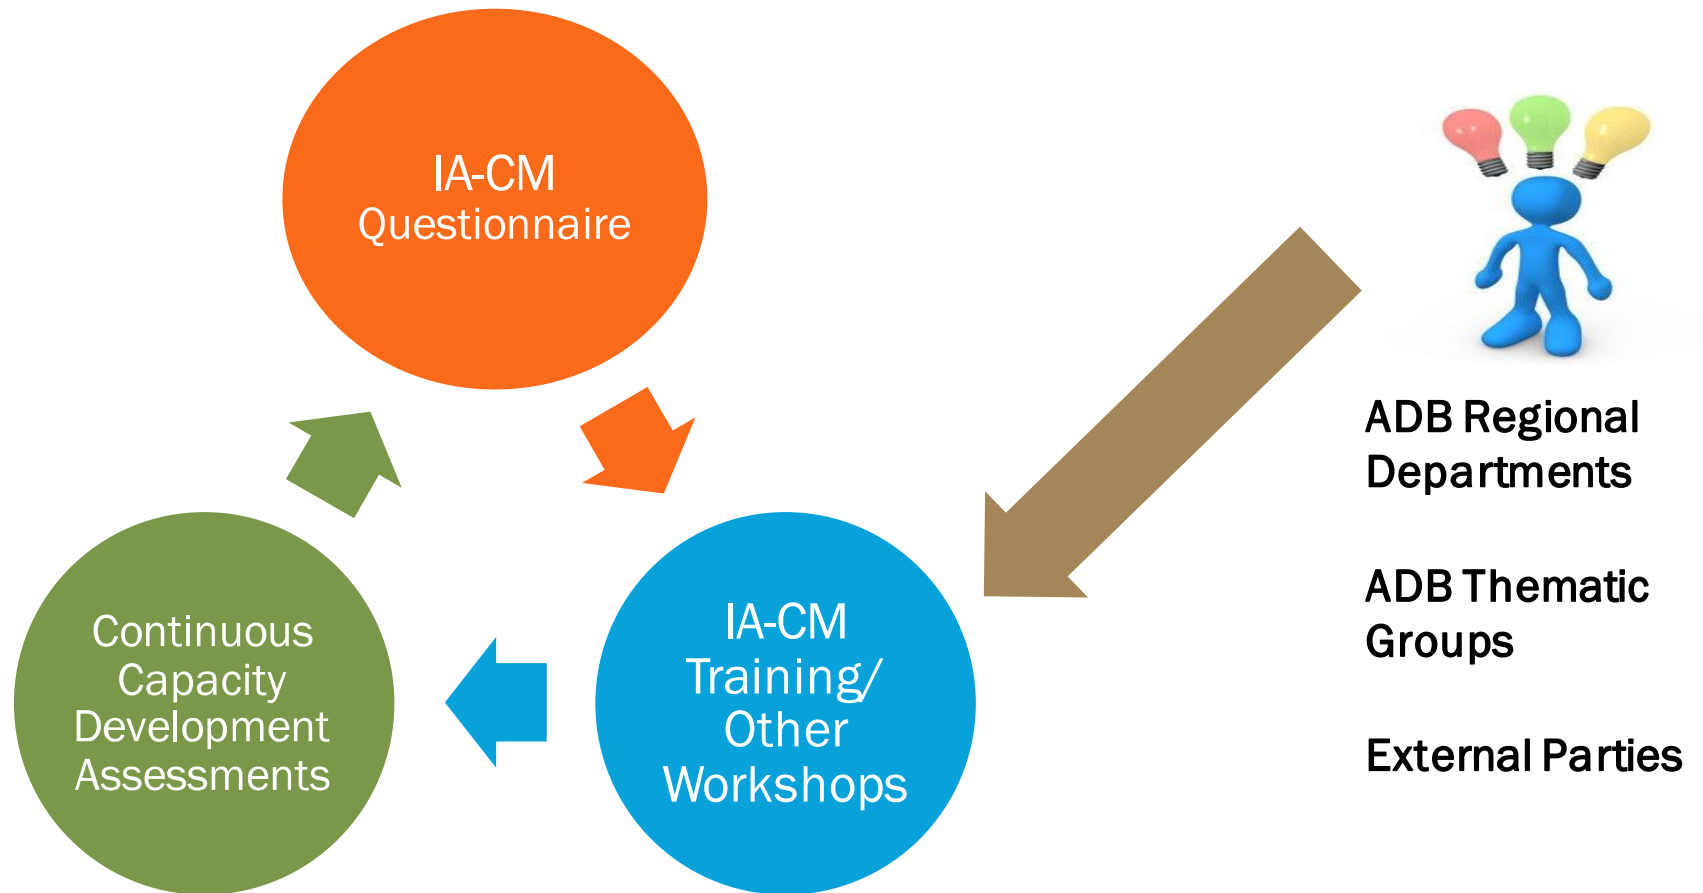 IA-CM
Questionnaire
Continuous
Capacity
Development
Assessments
IA-CM
Training/
Other
Workshops
ADB Regional
Departments
ADB Thematic
Groups
External Parties